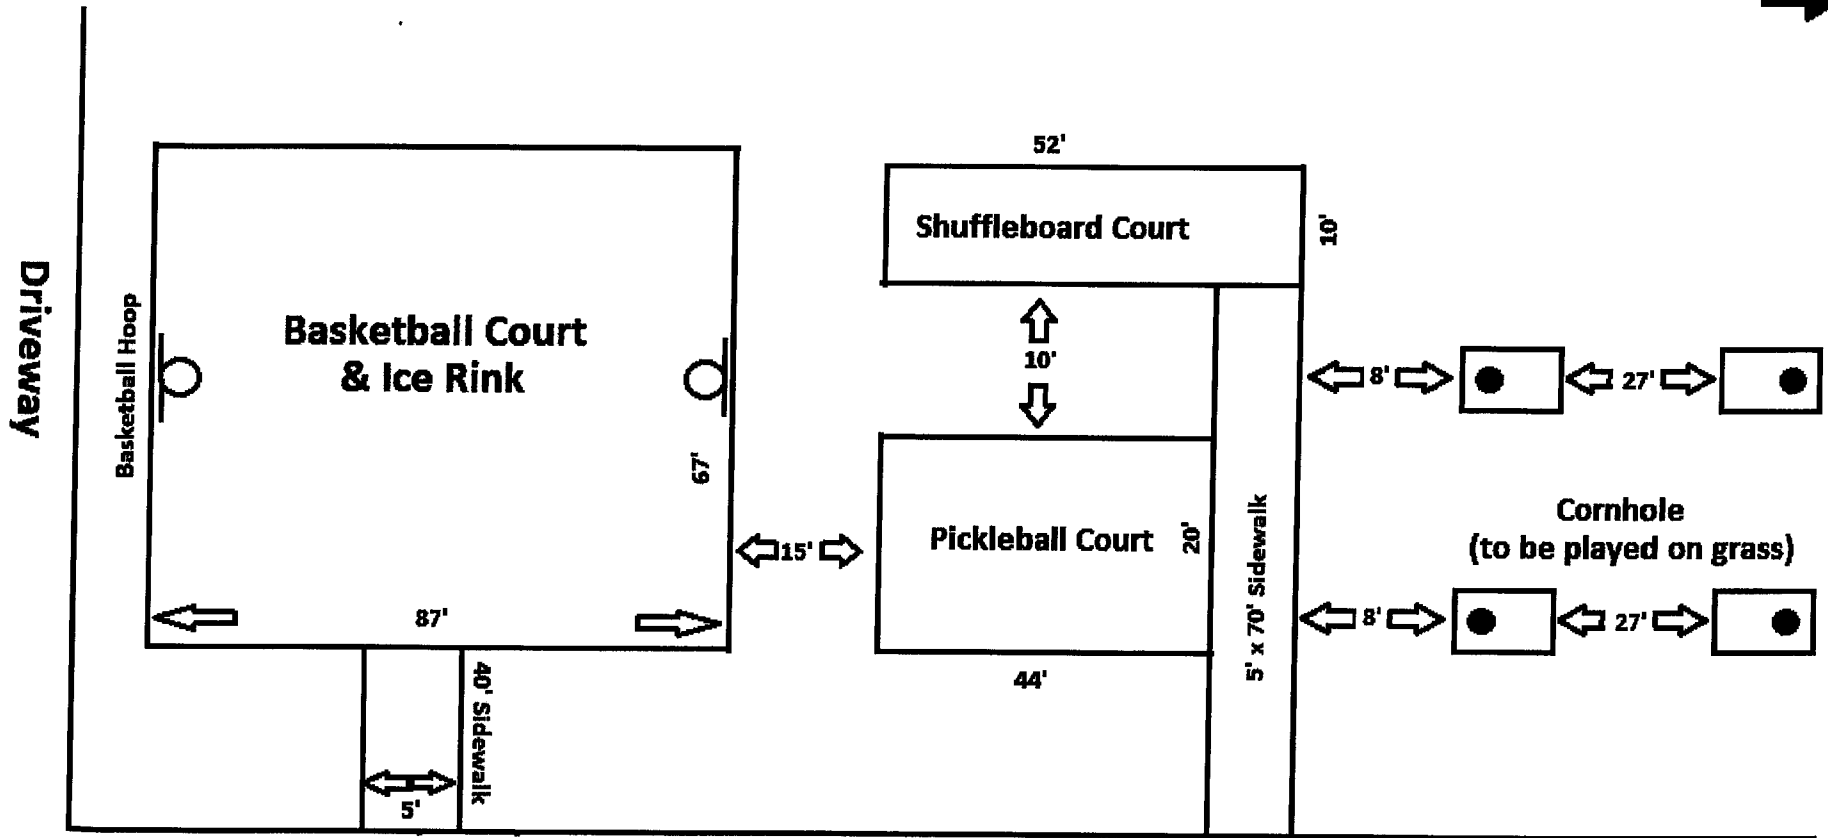 52'
Shuffleboard Court
10'
Driveway
Basketball Hoop
Basketball Court
& Ice Rink
10'
8'
27'
67'
Cornhole
(to be played on grass)
15'
Pickleball Court
20'
5' x 70' Sidewalk
87'
8'
27'
44'
40' Sidewalk
5'